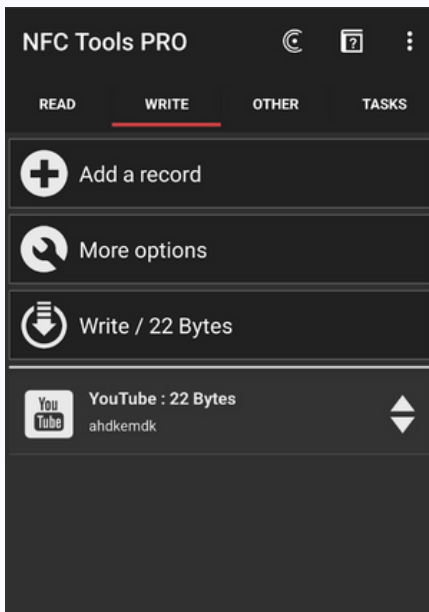 NFC Tools PRO
?
READ WRITE OTHER TASKS
Add a record
More options
Write / 22 Bytes
You
Tube
YouTube : 22 Bytes
ahdkemdk